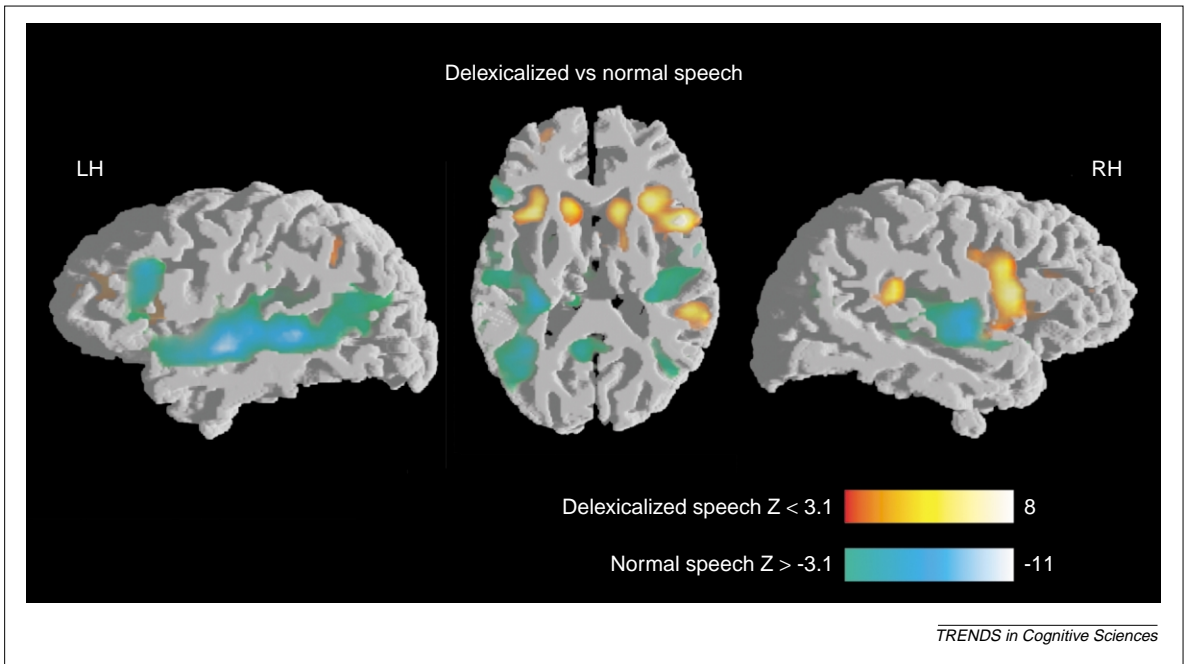 Delexicalized vs normal speech
LH
RH
Delexicalized speech Z < 3.1 8
Normal speech Z > -3.1 -11
TRENDS in Cognitive Sciences